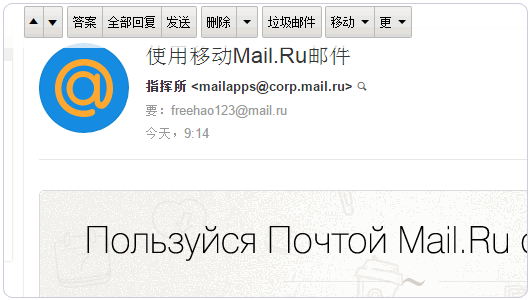 答案 全部回复 发送 删除 垃圾邮件 移动 更
使用移动Mail.Ru邮件
指挥所 <mailapps@corp.mail.ru>
要：freehao123@mail.ru
今天，9:14
Пользуйся Почтой Mail.Ru